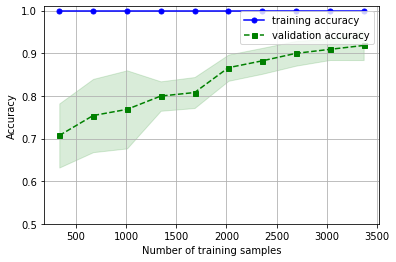 1.0
0.9
0.8
0.7
0.6
0.5
Accuracy
training accuracy
validation accuracy
500 1000 1500 2000 2500 3000 3500
Number of training samples